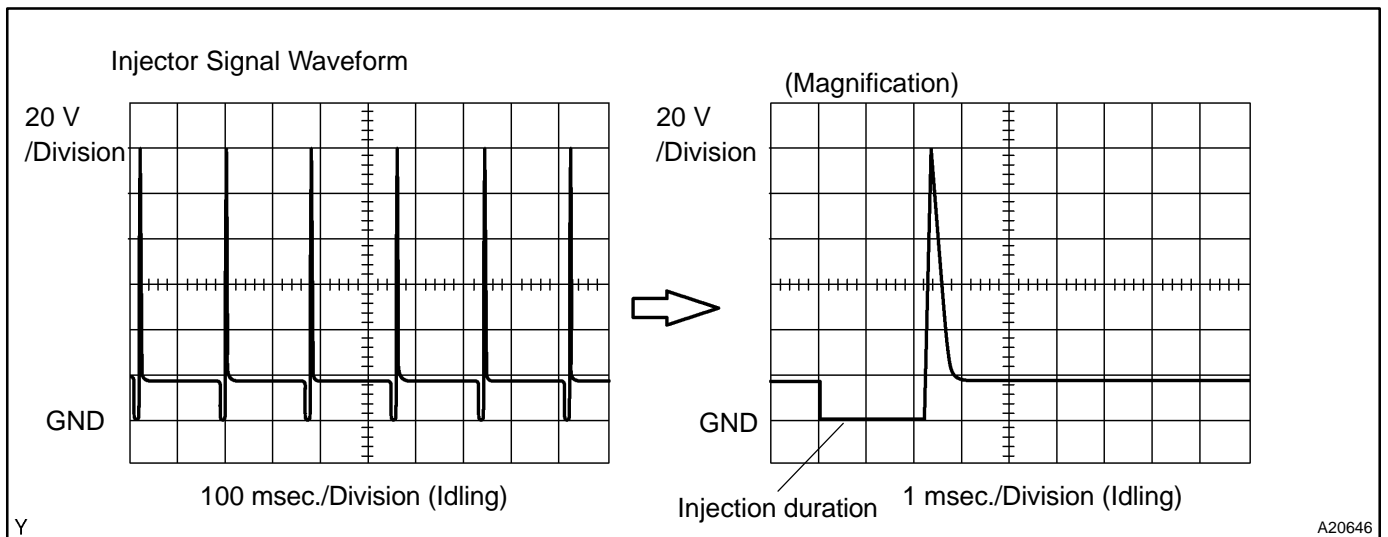 Injector Signal Waveform
(Magnification)
20 V
/Division
20 V
/Division
GND
GND
100 msec./Division (Idling)
Injection duration
1 msec./Division (Idling)
Y
A20646